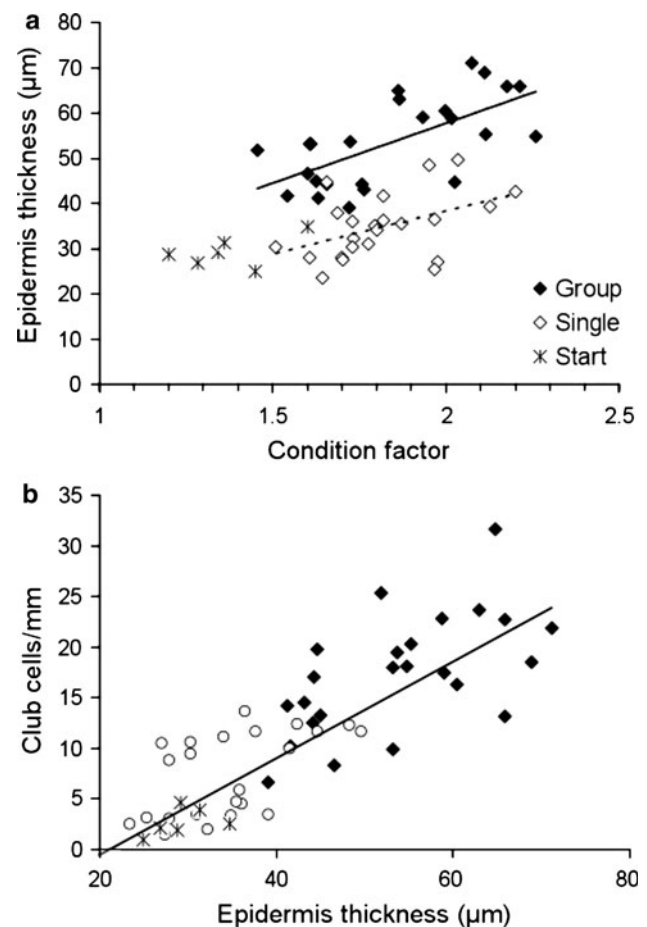 a
Epidermis thickness (µm)
80
70
60
50
40
30
20
10
0
Group
Single
Start
1
1.5
2
2.5
Condition factor
b
Club cells/mm
35
30
25
20
15
10
5
0
20
40
60
80
Epidermis thickness (µm)